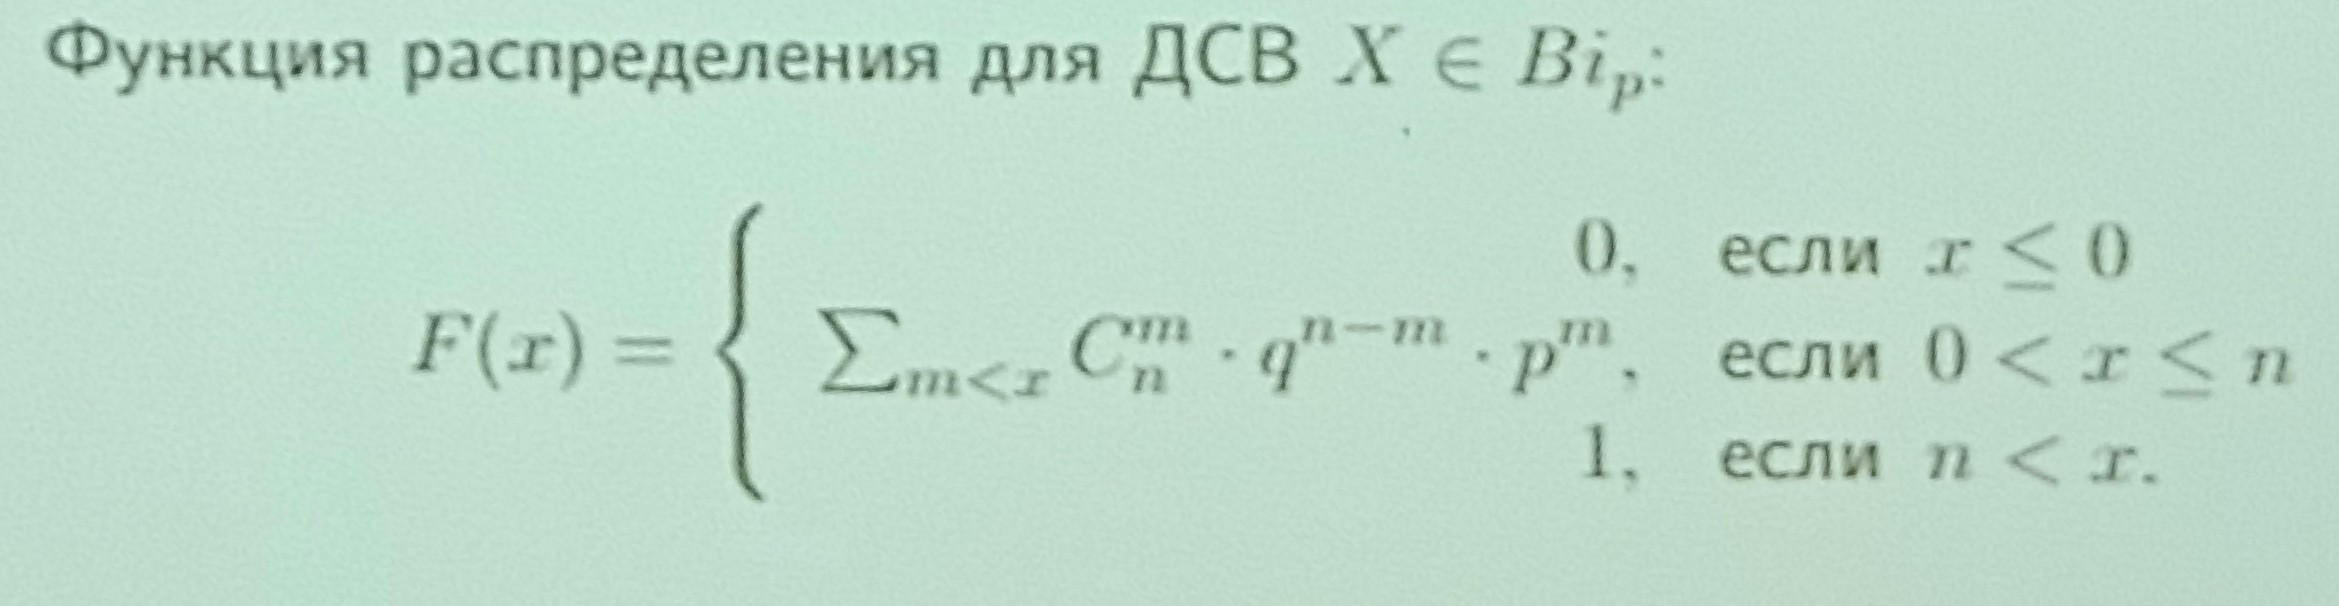 Функция распределения для ДСВ X ∈ Bi_p:
0, если x ≤ 0
F(x) = { ∑_{m<x} C_n^m · q^{n−m} · p^m, если 0 < x ≤ n
1, если n < x.